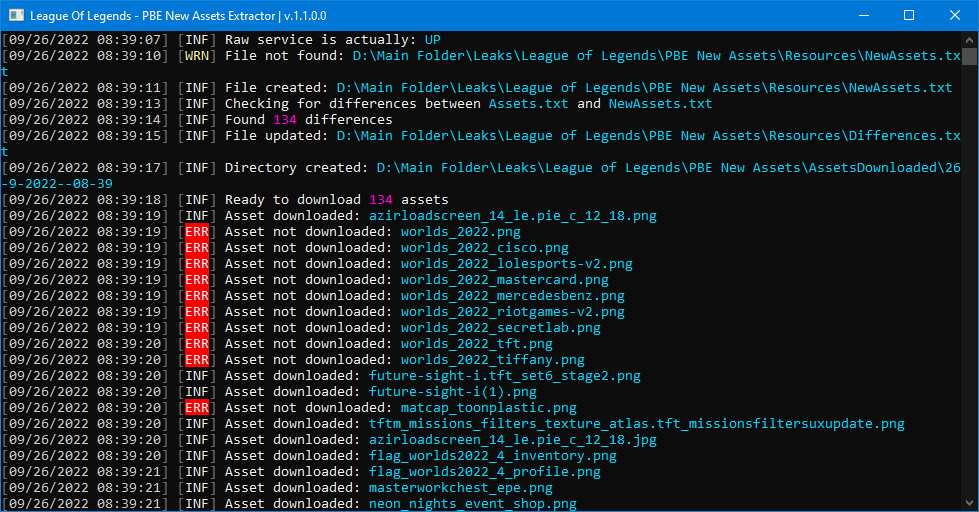 League Of Legends - PBE New Assets Extractor | v.1.1.0.0
[09/26/2022 08:39:07] [INF] Raw service is actually: UP
[09/26/2022 08:39:10] [WRN] File not found: D:\Main Folder\Leaks\League of Legends\PBE New Assets\Resources\NewAssets.tx
t
[09/26/2022 08:39:11] [INF] File created: D:\Main Folder\Leaks\League of Legends\PBE New Assets\Resources\NewAssets.txt
[09/26/2022 08:39:13] [INF] Checking for differences between Assets.txt and NewAssets.txt
[09/26/2022 08:39:14] [INF] Found 134 differences
[09/26/2022 08:39:15] [INF] File updated: D:\Main Folder\Leaks\League of Legends\PBE New Assets\Resources\Differences.tx
t
[09/26/2022 08:39:17] [INF] Directory created: D:\Main Folder\Leaks\League of Legends\PBE New Assets\AssetsDownloaded\26
-9-2022--08-39
[09/26/2022 08:39:18] [INF] Ready to download 134 assets
[09/26/2022 08:39:19] [INF] Asset downloaded: azirloadscreen_14_le.pie_c_12_18.png
[09/26/2022 08:39:19] [ERR] Asset not downloaded: worlds_2022.png
[09/26/2022 08:39:19] [ERR] Asset not downloaded: worlds_2022_cisco.png
[09/26/2022 08:39:19] [ERR] Asset not downloaded: worlds_2022_lolesports-v2.png
[09/26/2022 08:39:19] [ERR] Asset not downloaded: worlds_2022_mastercard.png
[09/26/2022 08:39:19] [ERR] Asset not downloaded: worlds_2022_mercedesbenz.png
[09/26/2022 08:39:19] [ERR] Asset not downloaded: worlds_2022_riotgames-v2.png
[09/26/2022 08:39:19] [ERR] Asset not downloaded: worlds_2022_secretlab.png
[09/26/2022 08:39:20] [ERR] Asset not downloaded: worlds_2022_tft.png
[09/26/2022 08:39:20] [ERR] Asset not downloaded: worlds_2022_tiffany.png
[09/26/2022 08:39:20] [INF] Asset downloaded: future-sight-i.tft_set6_stage2.png
[09/26/2022 08:39:20] [INF] Asset downloaded: future-sight-i(1).png
[09/26/2022 08:39:20] [ERR] Asset not downloaded: matcap_toonplastic.png
[09/26/2022 08:39:20] [INF] Asset downloaded: tftm_missions_filters_texture_atlas.tft_missionsfiltersuxupdate.png
[09/26/2022 08:39:20] [INF] Asset downloaded: azirloadscreen_14_le.pie_c_12_18.jpg
[09/26/2022 08:39:20] [INF] Asset downloaded: flag_worlds2022_4_inventory.png
[09/26/2022 08:39:21] [INF] Asset downloaded: flag_worlds2022_4_profile.png
[09/26/2022 08:39:21] [INF] Asset downloaded: masterworkchest_epe.png
[09/26/2022 08:39:21] [INF] Asset downloaded: neon_nights_event_shop.png